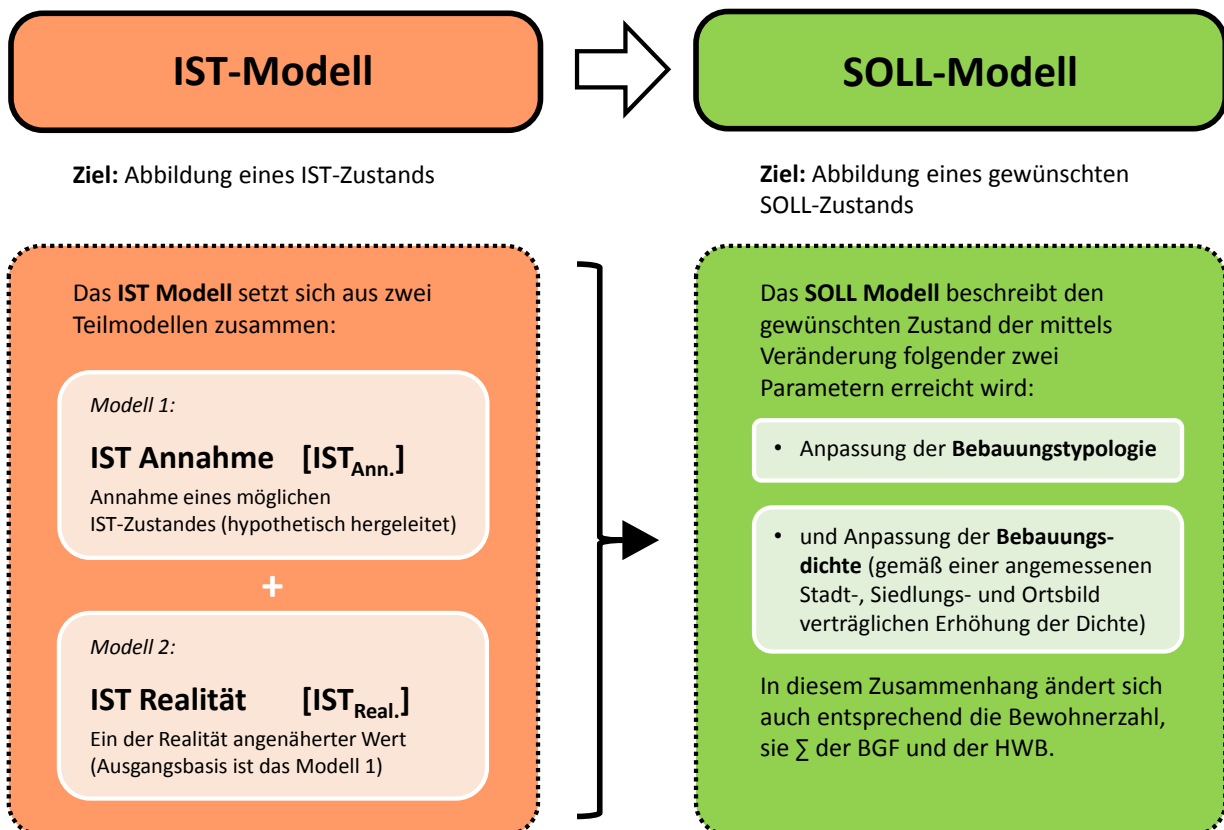 IST-Modell
SOLL-Modell
Ziel: Abbildung eines IST-Zustands
Ziel: Abbildung eines gewünschten
SOLL-Zustands
Das IST Modell setzt sich aus zwei
Teilmodellen zusammen:
Modell 1:
IST Annahme [IST_Ann.]
Annahme eines möglichen
IST-Zustandes (hypothetisch hergeleitet)
+
Modell 2:
IST Realität [IST_Real.]
Ein der Realität angenäherter Wert
(Ausgangsbasis ist das Modell 1)
Das SOLL Modell beschreibt den
gewünschten Zustand der mittels
Veränderung folgender zwei
Parametern erreicht wird:
• Anpassung der Bebauungstypologie
• und Anpassung der Bebauungs-
dichte (gemäß einer angemessenen
Stadt-, Siedlungs- und Ortsbild
verträglichen Erhöhung der Dichte)
In diesem Zusammenhang ändert sich
auch entsprechend die Bewohnerzahl,
sie ∑ der BGF und der HWB.